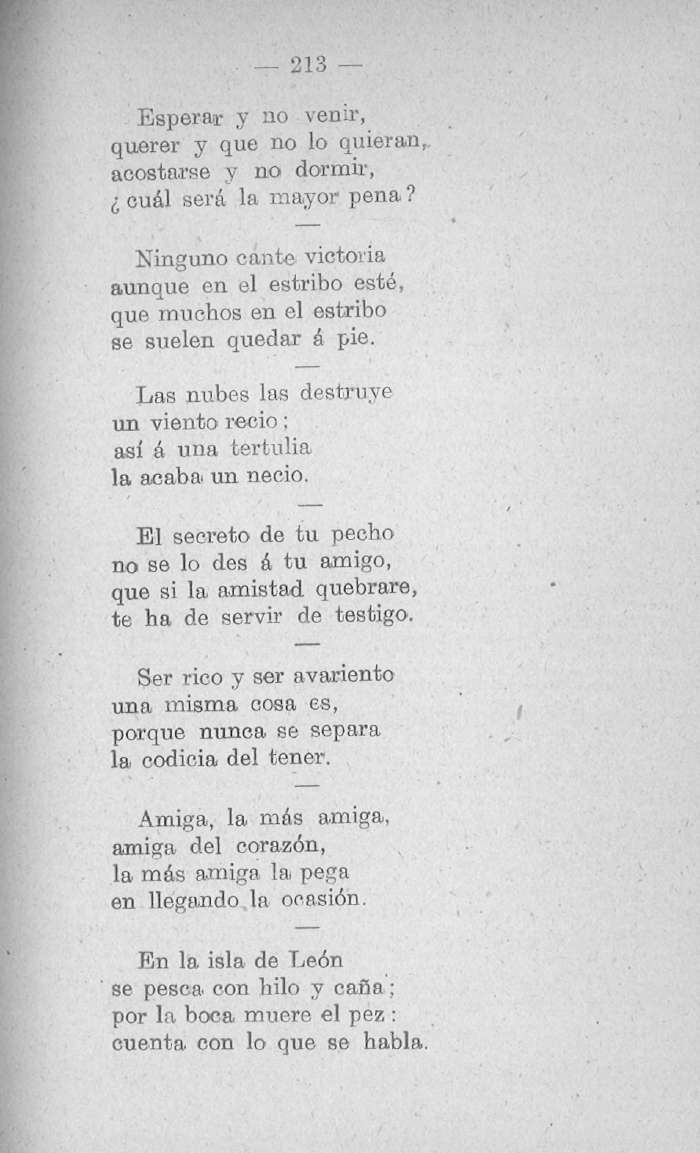 — 213 —
Esperar y no venir,
querer y que no lo quieran,
acostarse y no dormir,
¿cuál será la mayor pena?
—
Ninguno cante victoria
aunque en el estribo esté,
que muchos en el estribo
se suelen quedar á pie.
—
Las nubes las destruye
un viento recio;
así á una tertulia
la acaba un necio.
—
El secreto de tu pecho
no se lo des á tu amigo,
que si la amistad quebrare,
te ha de servir de testigo.
—
Ser rico y ser avariento
una misma cosa es,
porque nunca se separa
la codicia del tener.
—
Amiga, la más amiga,
amiga del corazón,
la más amiga la pega
en llegando la ocasión.
—
En la isla de León
se pesca con hilo y caña;
por la boca muere el pez:
cuenta con lo que se habla.